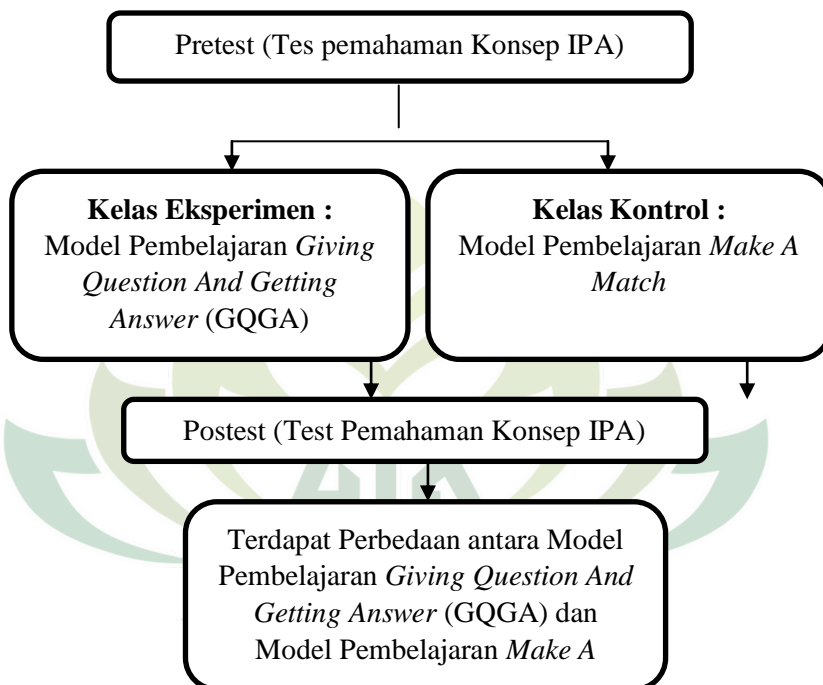 Pretest (Tes pemahaman Konsep IPA)
Kelas Eksperimen :
Model Pembelajaran Giving
Question And Getting
Answer (GQGA)
Kelas Kontrol :
Model Pembelajaran Make A
Match
Postest (Test Pemahaman Konsep IPA)
Terdapat Perbedaan antara Model
Pembelajaran Giving Question And
Getting Answer (GQGA) dan
Model Pembelajaran Make A